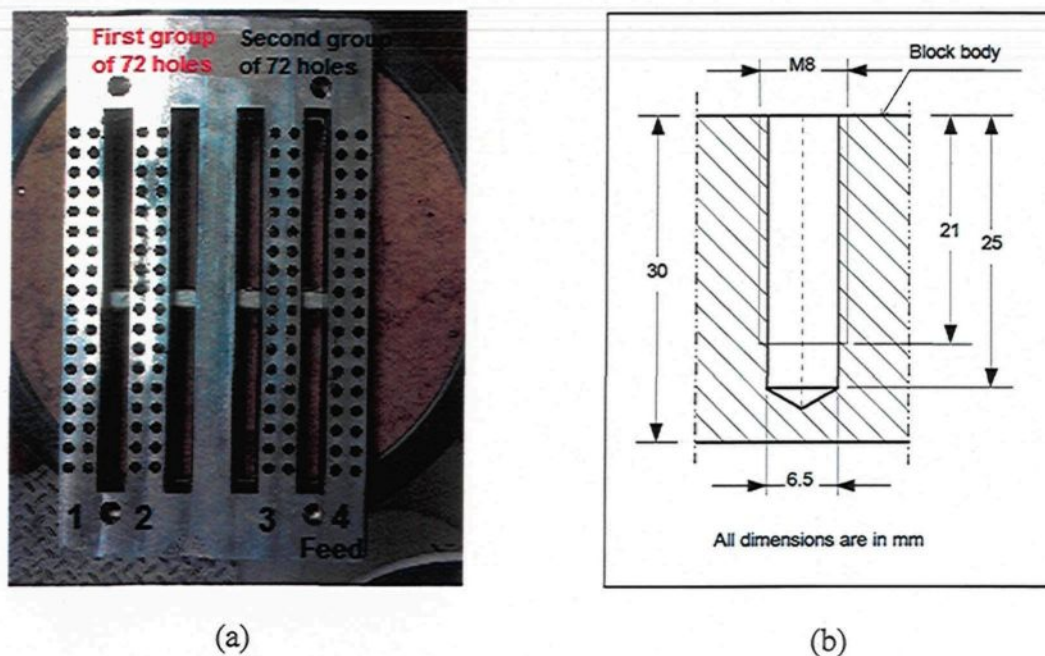 First group
of 72 holes
Second group
of 72 holes
1 2 3 4
Feed
Block body
M8
30
21
25
6.5
All dimensions are in mm
(a)
(b)